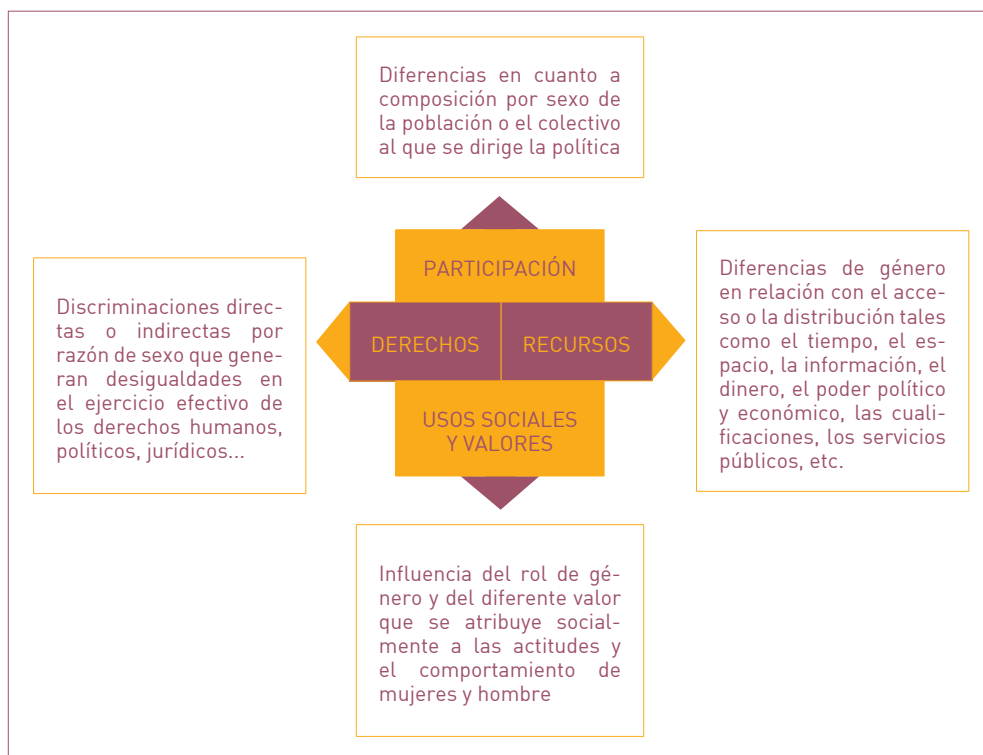 Diferencias en cuanto a
composición por sexo de
la población o el colectivo
al que se dirige la política
PARTICIPACIÓN
Discriminaciones direc-
tas o indirectas por
razón de sexo que gene-
ran desigualdades en
el ejercicio efectivo de
los derechos humanos,
políticos, jurídicos...
DERECHOS
RECURSOS
Diferencias de género
en relación con el acce-
so o la distribución tales
como el tiempo, el es-
pacio, la información, el
dinero, el poder político
y económico, las cuali-
ficaciones, los servicios
públicos, etc.
USOS SOCIALES
Y VALORES
Influencia del rol de gé-
nero y del diferente valor
que se atribuye social-
mente a las actitudes y
el comportamiento de
mujeres y hombre